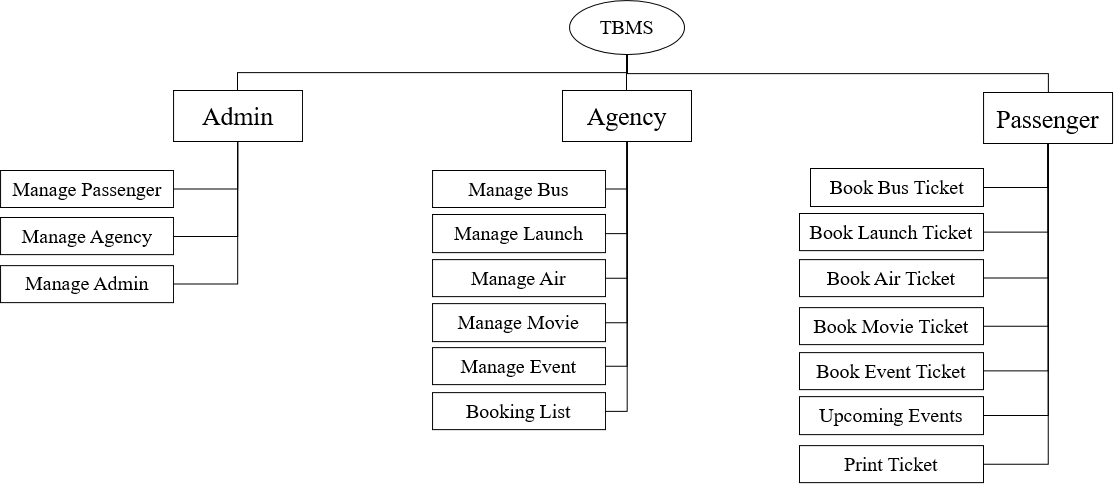 TBMS
Admin
Manage Passenger
Manage Agency
Manage Admin
Agency
Manage Bus
Manage Launch
Manage Air
Manage Movie
Manage Event
Booking List
Passenger
Book Bus Ticket
Book Launch Ticket
Book Air Ticket
Book Movie Ticket
Book Event Ticket
Upcoming Events
Print Ticket